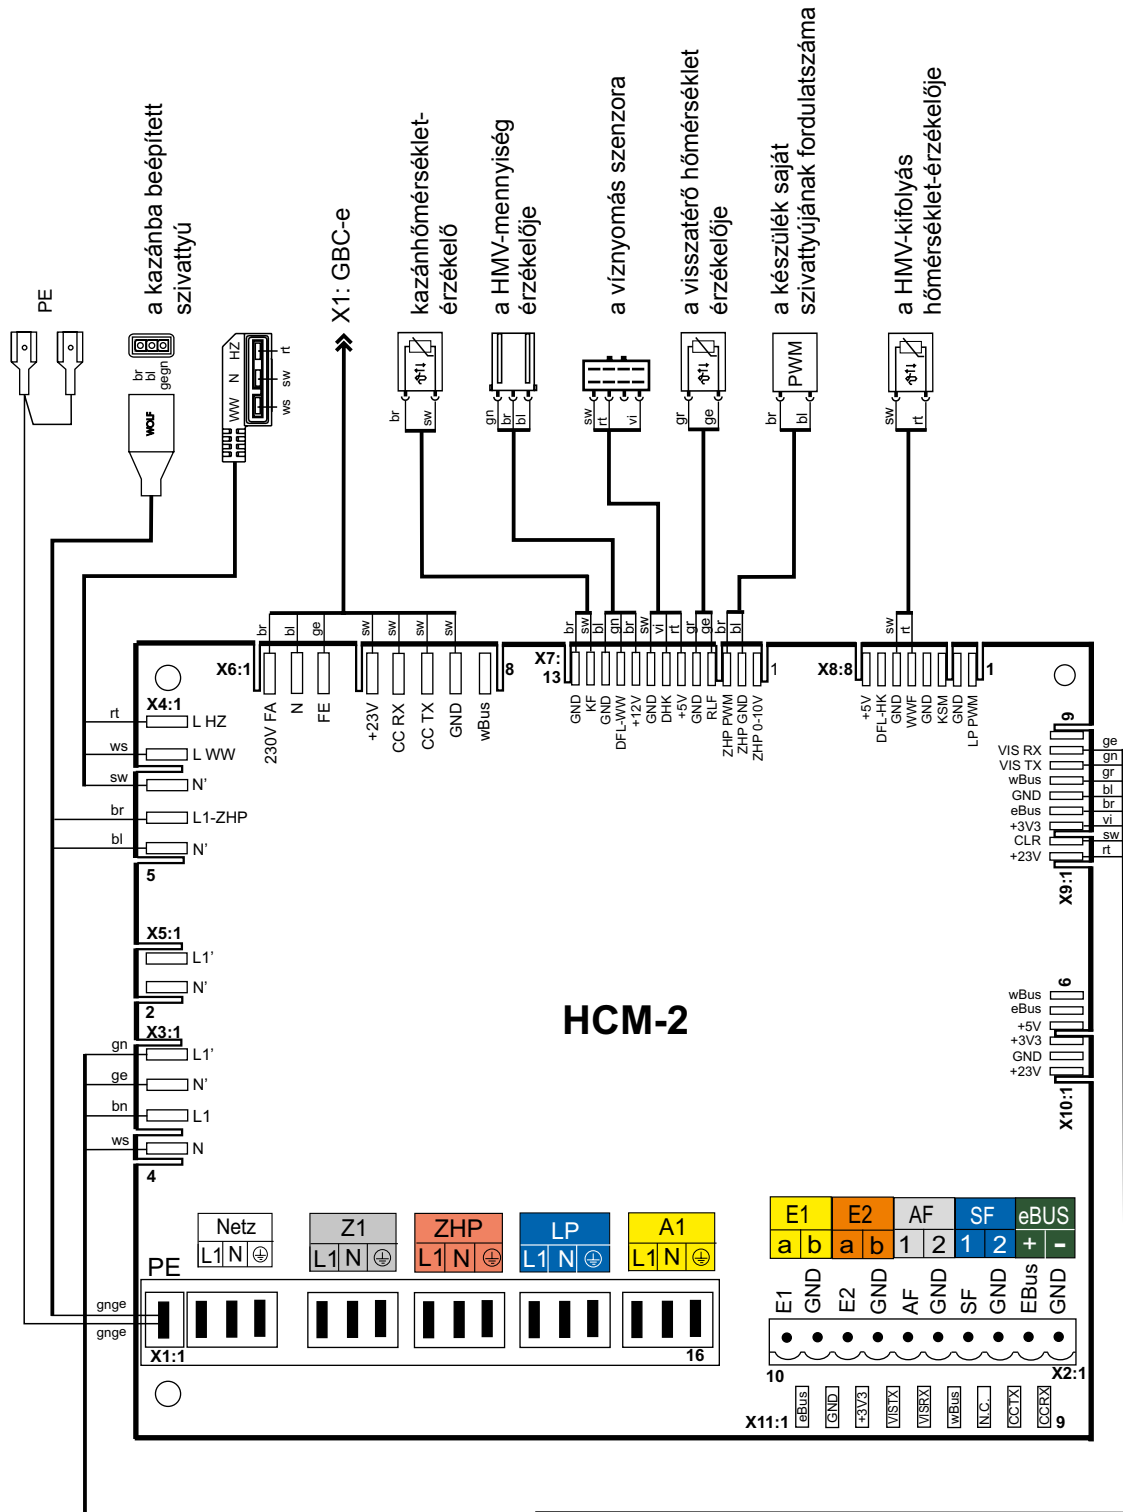 PE
a kazánba beépített
szivattyú
br
bl
gegn
WOLF
WW N HZ
ws
sw
rt
X1: GBC-e
kazánhőmérséklet-
érzékelő
br
sw
a HMV-mennyiség
érzékelője
gn
br
bl
a víznyomás szenzora
sw
rt
vi
a visszatérő hőmérséklet
érzékelője
gr
ge
a készülék saját
szivattyújának fordulatszáma
PWM
br
bl
a HMV-kifolyás
hőmérséklet-érzékelője
sw
rt
X6:1
br
bl
ge
sw
sw
sw
sw
8
230V FA
N
FE
+23V
CC RX
CC TX
GND
wBus
X7:
13
br
sw
bl
gn
br
sw
vi
rt
gr
ge
br
bl
1
GND
KF
GND
DFL-WW
+12V
GND
DHK
+5V
GND
RLF
ZHP PWM
ZHP GND
ZHP 0-10V
X8:8
sw
rt
1
+5V
DFL-HK
GND
WWF
GND
KSM
GND
LP PWM
X4:1
rt L HZ
ws L WW
sw N'
br L1-ZHP
bl N'
5
X5:1
L1'
N'
2
X3:1
gn L1'
ge N'
bn L1
ws N
4
9
VIS RX ge
VIS TX gn
wBus gr
GND bl
eBus br
+3V3 vi
CLR sw
+23V rt
X9:1
6
wBus
eBus
+5V
+3V3
GND
+23V
X10:1
HCM-2
Netz
L1 N
Z1
L1 N
ZHP
L1 N
LP
L1 N
A1
L1 N
PE
gnge
gnge
X1:1
16
E1 E2 AF SF eBUS
a b a b 1 2 1 2 + -
E1
GND
E2
GND
AF
GND
SF
GND
EBus
GND
10
X2:1
X11:1
eBus
GND
+3V3
VISTX
VISRX
wBus
N.C.
CCTX
CCRX
9